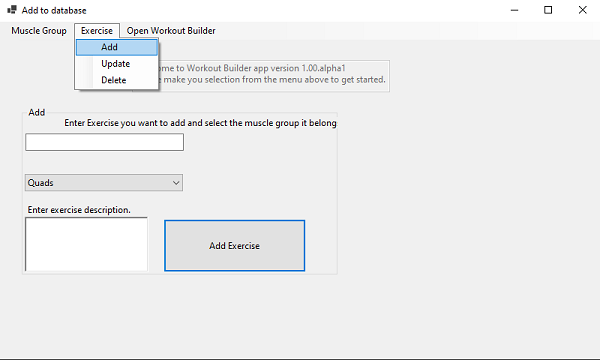 Add to database
Muscle Group Exercise Open Workout Builder
Add
Update
Delete
ome to Workout Builder app version 1.00.alpha1
make you selection from the menu above to get started.
Add
Enter Exercise you want to add and select the muscle group it belong
Quads
Enter exercise description.
Add Exercise